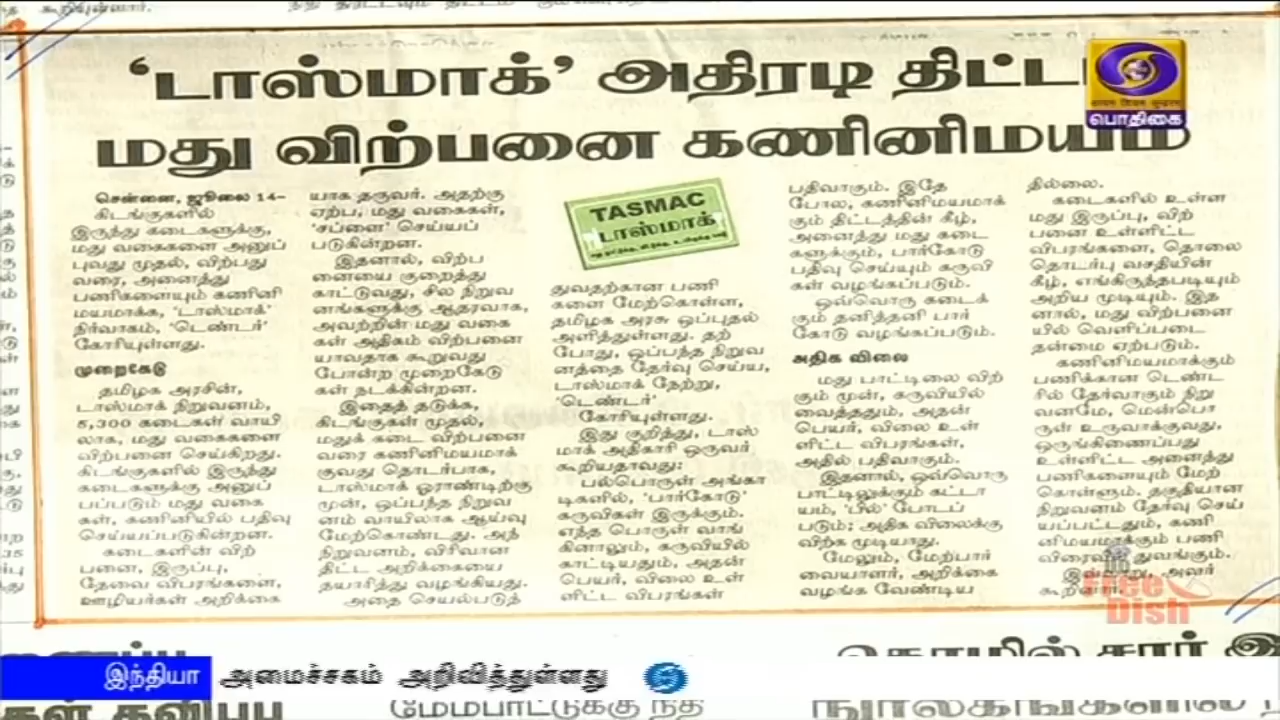 கூறியுள்ளார்.
'டாஸ்மாக்' அதிரடி திட்ட
மது விற்பனை கணினிமயம்
பொதிகை
சென்னை, ஜூலை 14–
கிடங்குகளில்
இருந்து கடைகளுக்கு,
மது வகைகளை அனுப்
புவது முதல், விற்பது
வரை, அனைத்து
பணிகளையும் கணினி
மயமாக்க, 'டாஸ்மாக்'
நிர்வாகம், 'டெண்டர்'
கோரியுள்ளது.
முறைகேடு
தமிழக அரசின்,
டாஸ்மாக் நிறுவனம்,
5,300 கடைகள் வாயி
லாக, மது வகைகளை
விற்பனை செய்கிறது.
கிடங்குகளில் இருந்து
கடைகளுக்கு அனுப்
பப்படும் மது வகை
கள், கணினியில் பதிவு
செய்யப்படுகின்றன.
கடைகளின் விற்
பனை, இருப்பு,
தேவை விபரங்களை,
ஊழியர்கள் அறிக்கை
யாக தருவர். அதற்கு
ஏற்ப, மது வகைகள்,
'சப்ளை' செய்யப்
படுகின்றன.
இதனால், விற்ப
னையை குறைத்து
காட்டுவது, சில நிறுவ
னங்களுக்கு ஆதரவாக,
அவற்றின் மது வகை
கள் அதிகம் விற்பனை
யாவதாக கூறுவது
போன்ற முறைகேடு
கள் நடக்கின்றன.
இதைத் தடுக்க,
கிடங்குகள் முதல்,
மதுக் கடை விற்பனை
வரை கணினிமயமாக்
குவது தொடர்பாக,
டாஸ்மாக் ஓராண்டிற்கு
முன், ஒப்பந்த நிறுவ
னம் வாயிலாக ஆய்வு
மேற்கொண்டது. அந்
நிறுவனம், விரிவான
திட்ட அறிக்கையை
தயாரித்து வழங்கியது.
அதை செயல்படுத்
TASMAC
டாஸ்மாக்
துவதற்கான பணி
களை மேற்கொள்ள,
தமிழக அரசு ஒப்புதல்
அளித்துள்ளது. தற்
போது, ஒப்பந்த நிறுவ
னத்தை தேர்வு செய்ய,
டாஸ்மாக் நேற்று,
'டெண்டர்'
கோரியுள்ளது.
இது குறித்து, டாஸ்
மாக் அதிகாரி ஒருவர்
கூறியதாவது:
பல்பொருள் அங்கா
டிகளில், 'பார்கோடு'
கருவிகள் இருக்கும்.
எந்த பொருள் வாங்
கினாலும், கருவியில்
காட்டியதும், அதன்
பெயர், விலை உள்
ளிட்ட விபரங்கள்
பதிவாகும். இதே
போல, கணினிமயமாக்
கும் திட்டத்தின் கீழ்,
அனைத்து மது கடை
களுக்கும், பார்கோடு
பதிவு செய்யும் கருவி
கள் வழங்கப்படும்.
ஒவ்வொரு கடைக்
கும் தனித்தனி பார்
கோடு வழங்கப்படும்.
அதிக விலை
மது பாட்டிலை விற்
கும் முன், கருவியில்
வைத்ததும், அதன்
பெயர், விலை உள்
ளிட்ட விபரங்கள்,
அதில் பதிவாகும்.
இதனால், ஒவ்வொரு
பாட்டிலுக்கும் கட்டா
யம், 'பில்' போடப்
படும்; அதிக விலைக்கு
விற்க முடியாது.
மேலும், மேற்பார்
வையாளர், அறிக்கை
வழங்க வேண்டிய
தில்லை.
கடைகளில் உள்ள
மது இருப்பு, விற்
பனை உள்ளிட்ட
விபரங்களை, தொலை
தொடர்பு வசதியின்
கீழ், எங்கிருந்தபடியும்
அறிய முடியும். இத
னால், மது விற்பனை
யில் வெளிப்படை
தன்மை ஏற்படும்.
கணினிமயமாக்கும்
பணிக்கான டெண்ட
ரில் தேர்வாகும் நிறு
வனமே, மென்பொ
ருள் உருவாக்குவது,
ஒருங்கிணைப்பது
உள்ளிட்ட அனைத்து
பணிகளையும் மேற்
கொள்ளும். தகுதியான
நிறுவனம் தேர்வு செய்
யப்பட்டதும், கணி
னிமயமாக்கும் பணி
விரைவில் துவங்கும்.
இவ்வாறு, அவர்
கூறினார்.
Free
Dish
இந்தியா அமைச்சகம் அறிவித்துள்ளது
மேம்பாட்டுக்கு நிதி